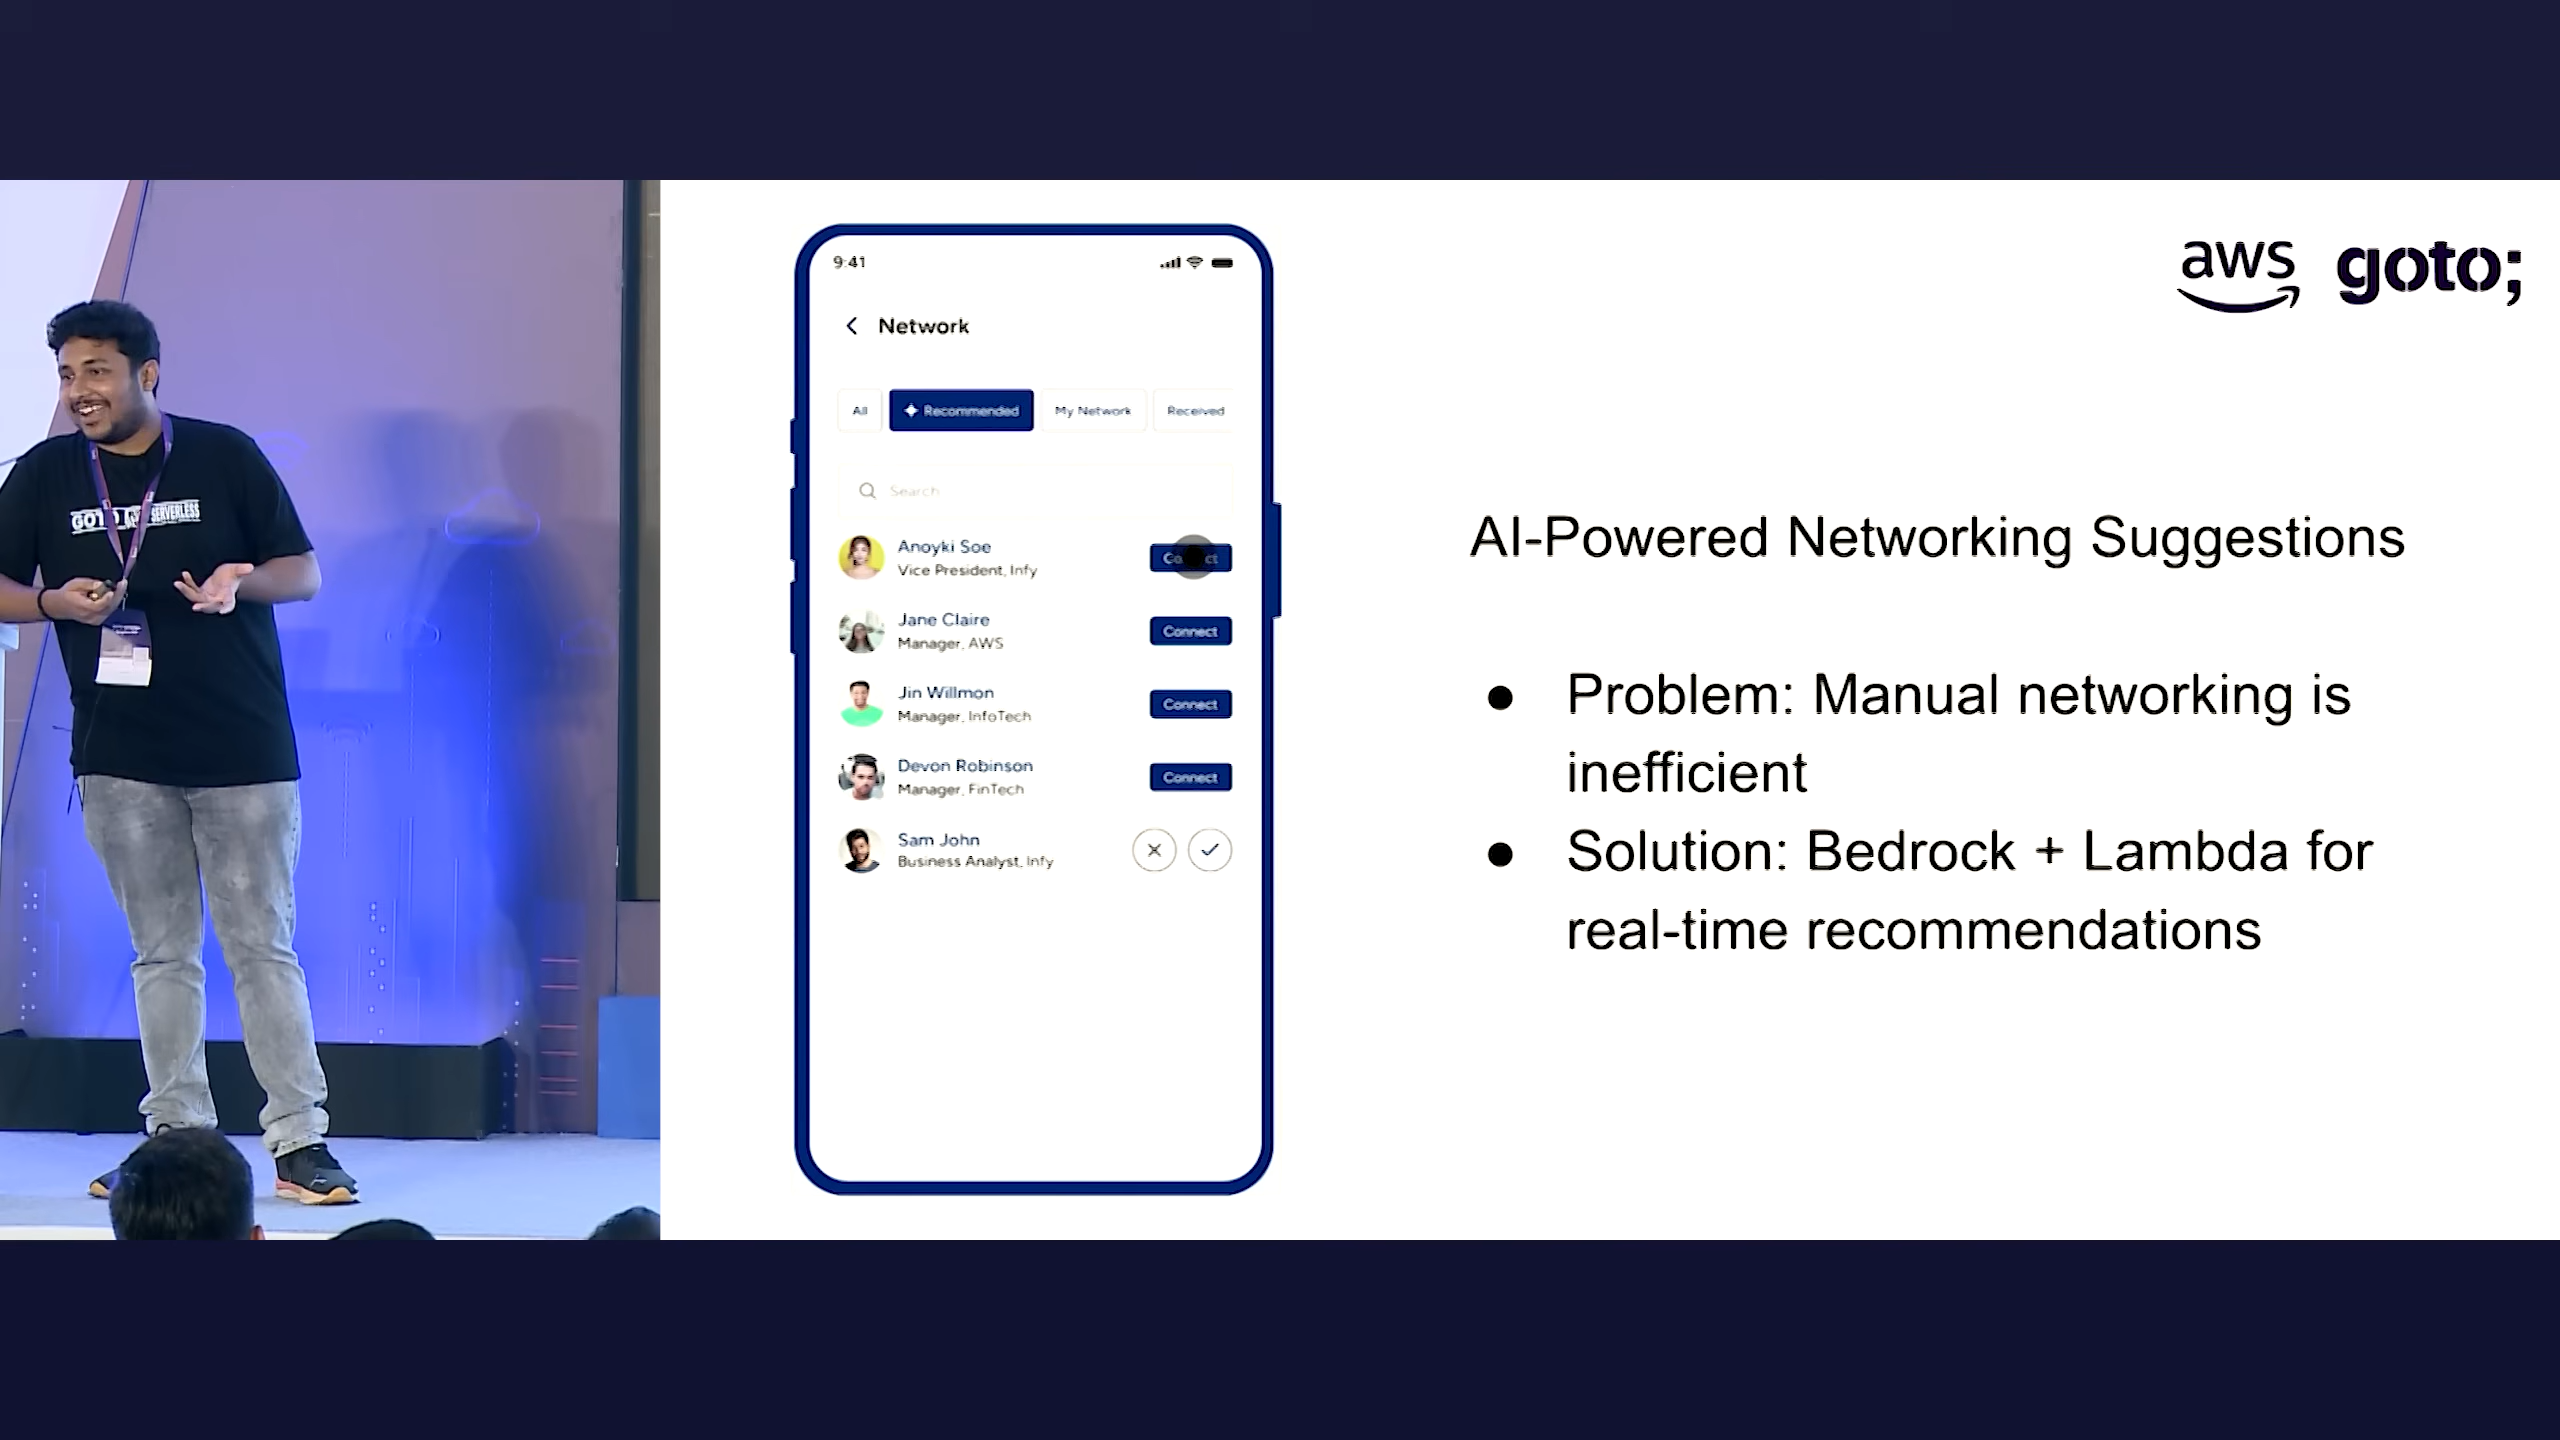 GOTO
SERVERLESS
9:41
Network
All
Recommended
My Network
Received
Search
Anoyki Soe
Vice President, Infy
Jane Claire
Manager, AWS
Connect
Jin Willmon
Manager, InfoTech
Connect
Devon Robinson
Manager, FinTech
Connect
Sam John
Business Analyst, Infy
aws goto;
AI-Powered Networking Suggestions
● Problem: Manual networking is
inefficient
● Solution: Bedrock + Lambda for
real-time recommendations